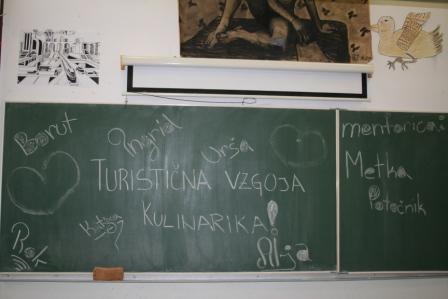 Borut
Ingrid
Urša
TURISTIČNA VZGOJA
KULINARIKA!
Rok
Alja
mentorica:
Metka
Potočnik